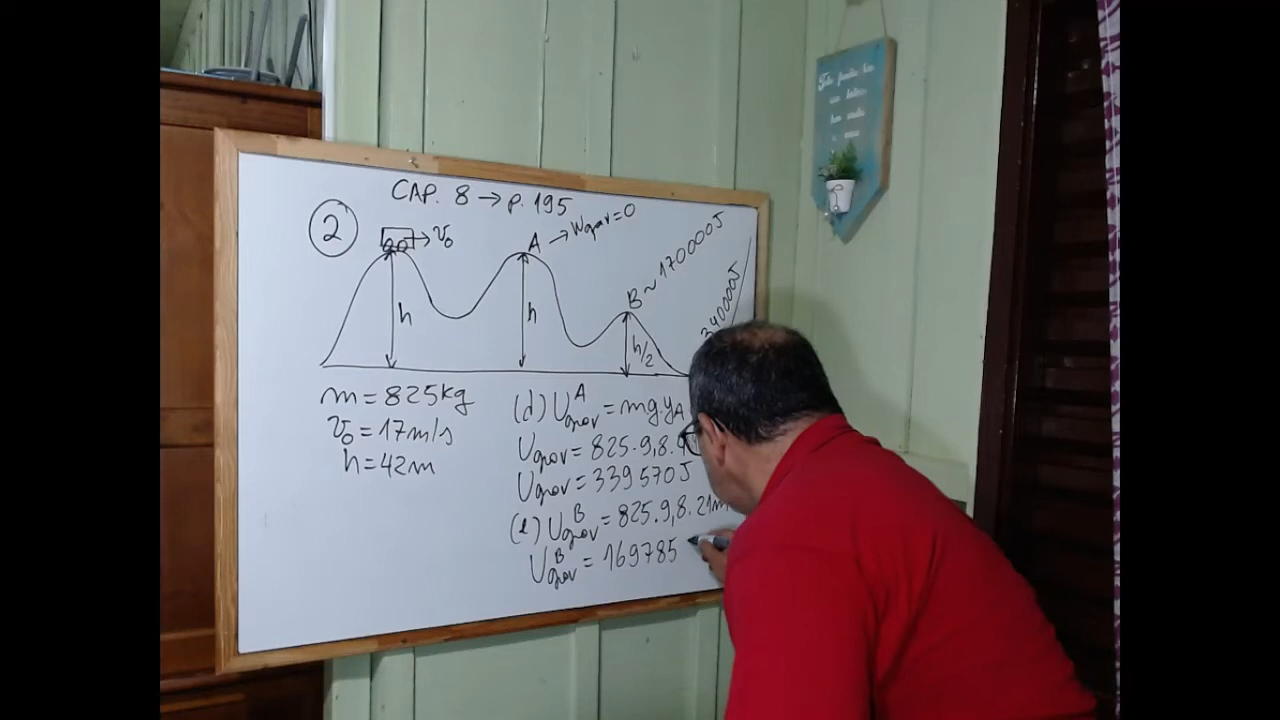 CAP. 8 → p. 195
2
→ v₀
A → Wgrav = 0
B ~ 170000J
340000J
h
h
h/2
m = 825kg
v₀ = 17m/s
h = 42m
(d) U^A grav = mg.yA
Ugrav = 825.9,8.
Ugrav = 339570J
(e) U^B grav = 825.9,8.21m
U^B grav = 169785